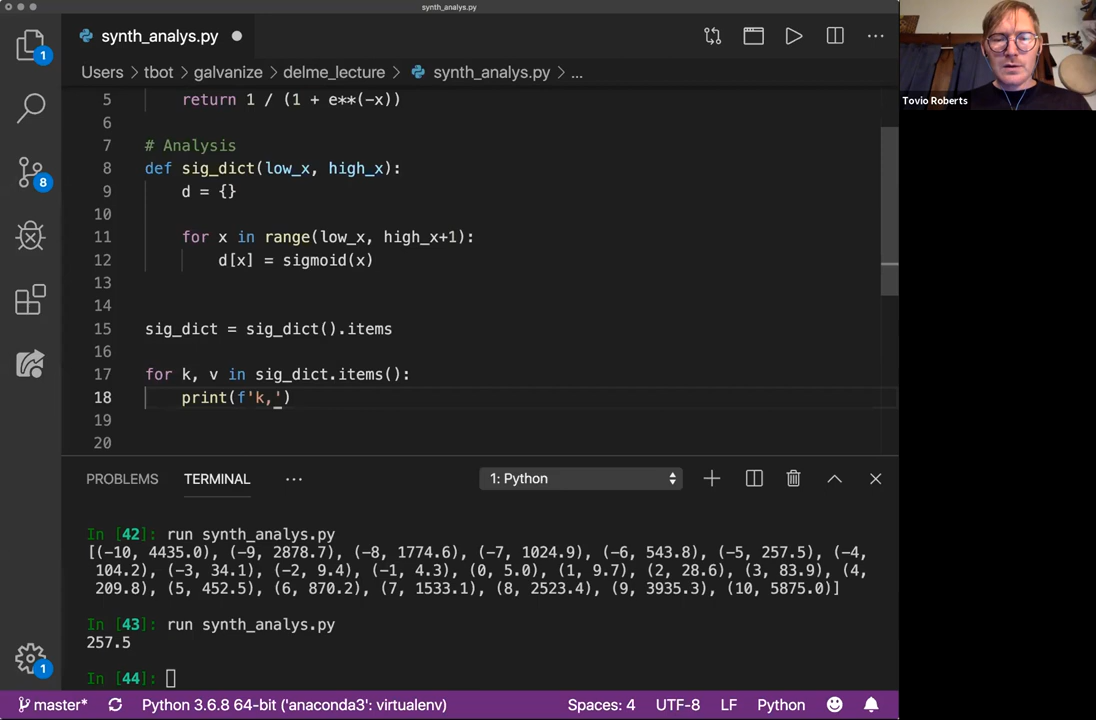 synth_analys.py
synth_analys.py
Tovio Roberts
Users > tbot > galvanize > delme_lecture > synth_analys.py > ...
5 return 1 / (1 + e**(-x))
6
7 # Analysis
8 def sig_dict(low_x, high_x):
9 d = {}
10
11 for x in range(low_x, high_x+1):
12 d[x] = sigmoid(x)
13
14
15 sig_dict = sig_dict().items
16
17 for k, v in sig_dict.items():
18 print(f'k,')
19
20
1
8
1
PROBLEMS TERMINAL ... 1: Python
In [42]: run synth_analys.py
[(-10, 4435.0), (-9, 2878.7), (-8, 1774.6), (-7, 1024.9), (-6, 543.8), (-5, 257.5), (-4,
104.2), (-3, 34.1), (-2, 9.4), (-1, 4.3), (0, 5.0), (1, 9.7), (2, 28.6), (3, 83.9), (4,
209.8), (5, 452.5), (6, 870.2), (7, 1533.1), (8, 2523.4), (9, 3935.3), (10, 5875.0)]
In [43]: run synth_analys.py
257.5
In [44]:
master* Python 3.6.8 64-bit ('anaconda3': virtualenv) Spaces: 4 UTF-8 LF Python